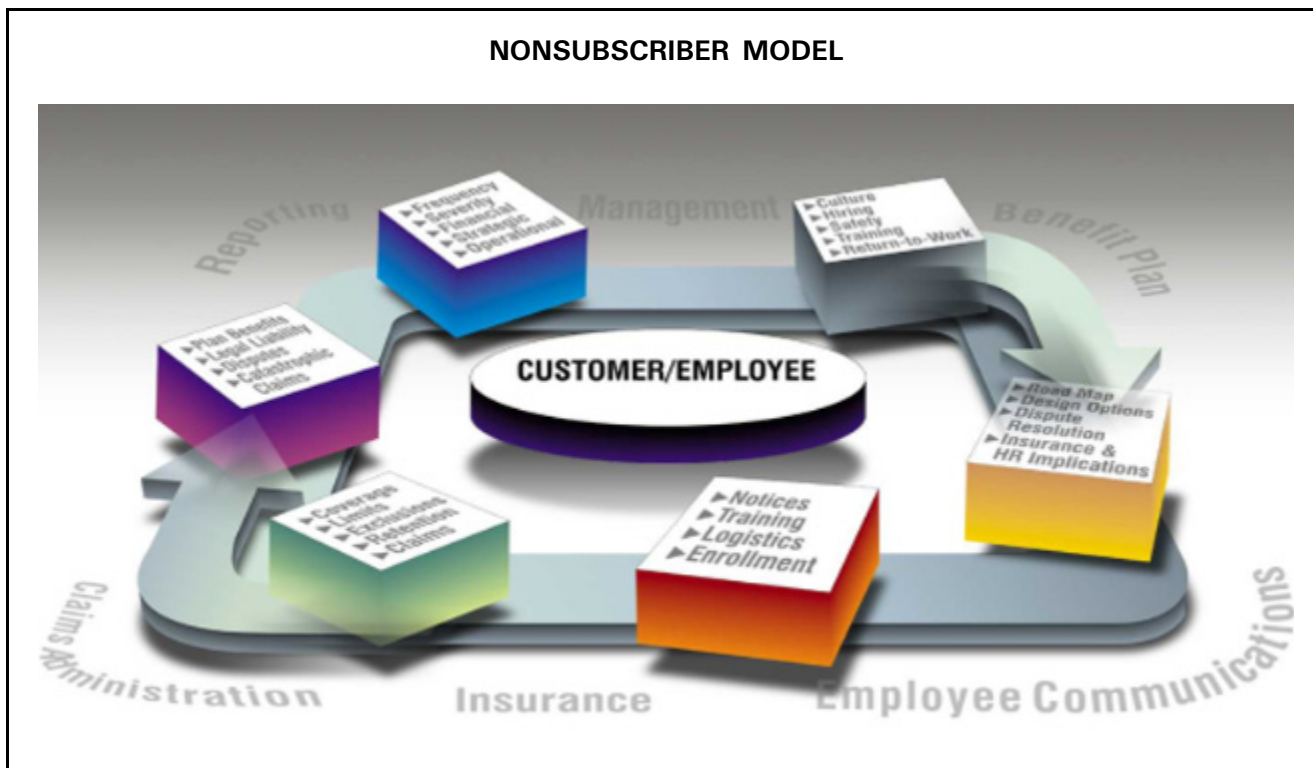 NONSUBSCRIBER MODEL
Reporting
Management
Benefit Plan
►Frequency
►Severity
►Financial
►Strategic
►Operational
►Culture
►Hiring
►Safety
►Training
►Return-to-Work
►Plan Benefits
►Legal Liability
►Disputes
►Catastrophic
Claims
CUSTOMER/EMPLOYEE
►Road Map
►Design Options
►Dispute
Resolution
►Insurance &
HR Implications
►Coverage
►Limits
►Exclusions
►Retention
►Claims
►Notices
►Training
►Logistics
►Enrollment
Claims Administration
Insurance
Employee Communications